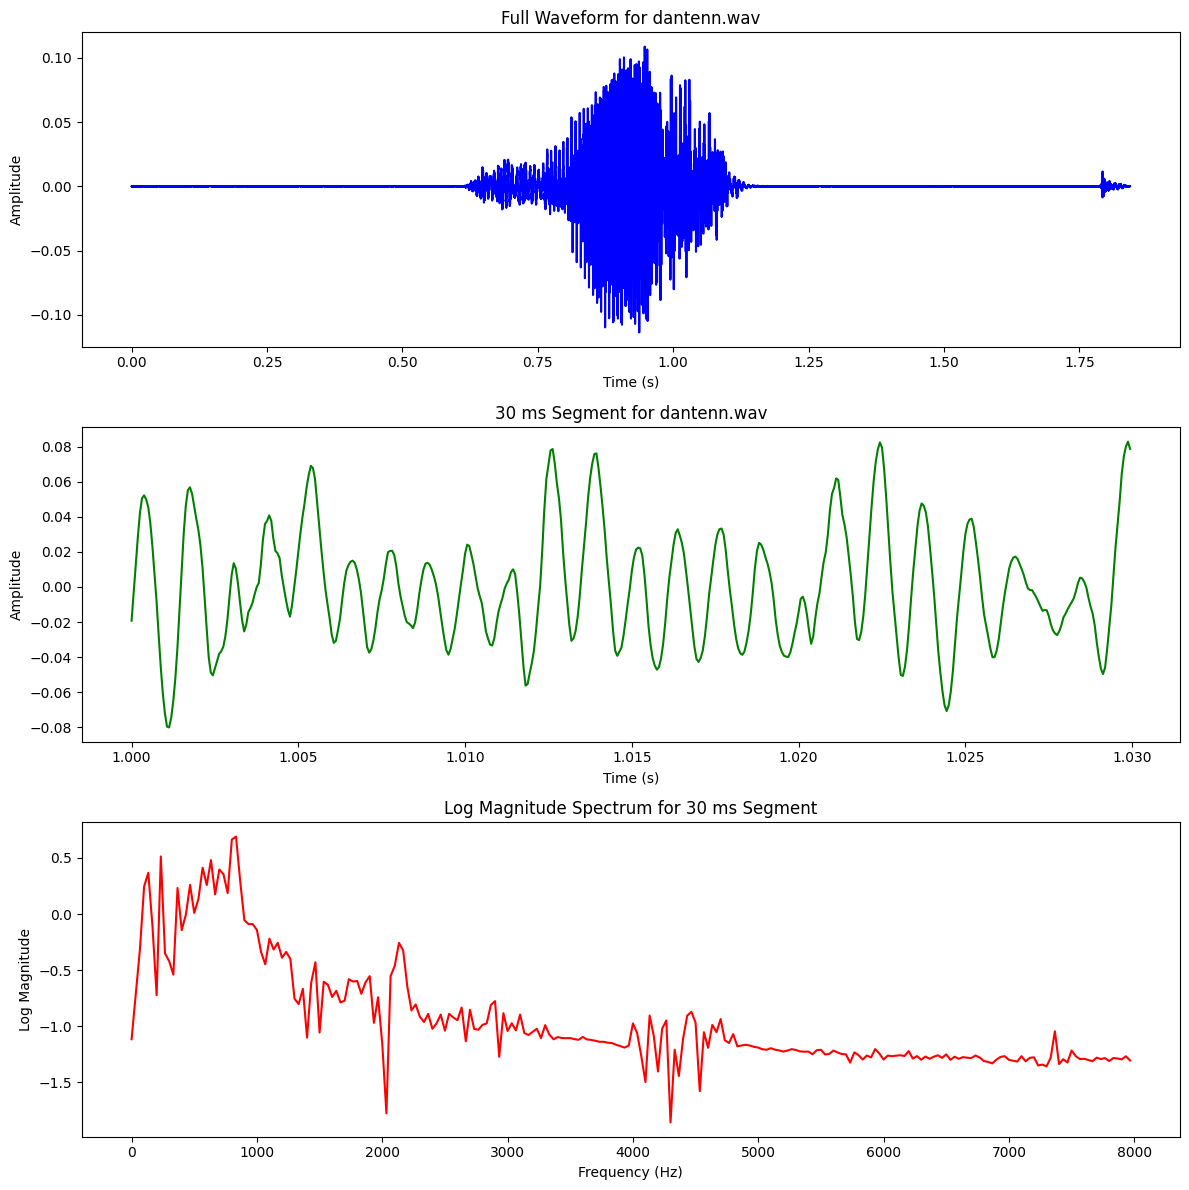 Full Waveform for dantenn.wav
0.10
0.05
0.00
−0.05
−0.10
Amplitude
0.00 0.25 0.50 0.75 1.00 1.25 1.50 1.75
Time (s)
30 ms Segment for dantenn.wav
0.08
0.06
0.04
0.02
0.00
−0.02
−0.04
−0.06
−0.08
Amplitude
1.000 1.005 1.010 1.015 1.020 1.025 1.030
Time (s)
Log Magnitude Spectrum for 30 ms Segment
0.5
0.0
−0.5
−1.0
−1.5
Log Magnitude
0 1000 2000 3000 4000 5000 6000 7000 8000
Frequency (Hz)